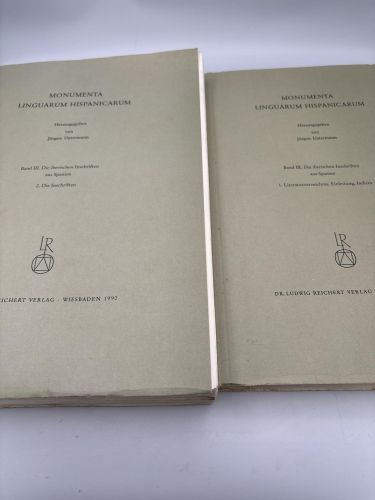 MONUMENTA
LINGUARUM HISPANICARUM
Herausgegeben
von
Jürgen Untermann
Band III. Die iberischen Inschriften
aus Spanien
2. Die Inschriften
LR
REICHERT VERLAG · WIESBADEN 1990
MONUMENTA
LINGUARUM HISPANICARUM
Herausgegeben
von
Jürgen Untermann
Band III. Die iberischen Inschriften
aus Spanien
1. Literaturverzeichnis, Einleitung, Indices
LR
DR. LUDWIG REICHERT VERLAG